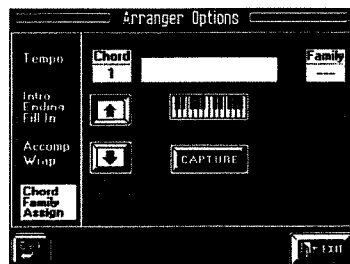 Arranger Options
Tempo
Chord
1
Family
---
Intro
Ending
Fill In
Accomp
Wrap
CAPTURE
Chord
Family
Assign
EXIT